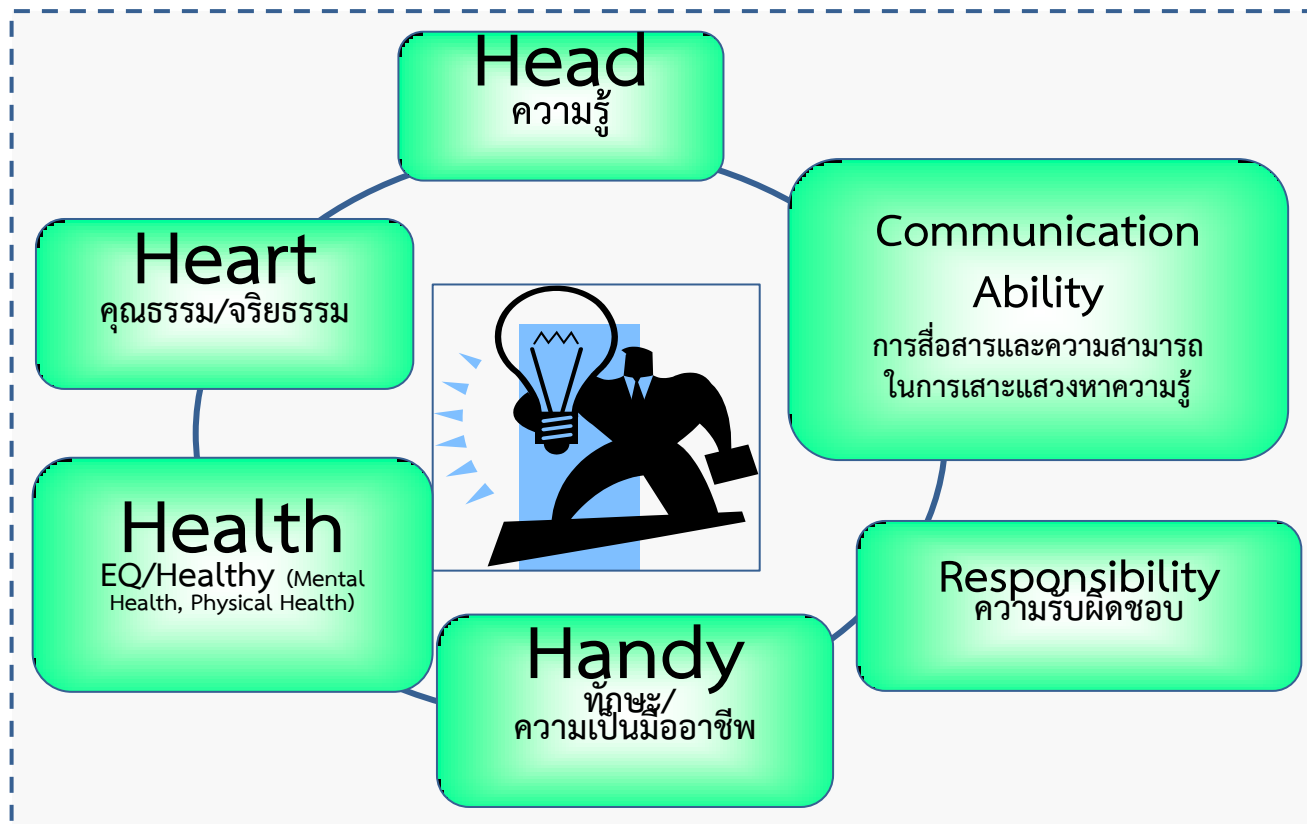 Head
ความรู้
Communication
Ability
การสื่อสารและความสามารถ
ในการเสาะแสวงหาความรู้
Responsibility
ความรับผิดชอบ
Handy
ทักษะ/
ความเป็นมืออาชีพ
Health
EQ/Healthy (Mental
Health, Physical Health)
Heart
คุณธรรม/จริยธรรม